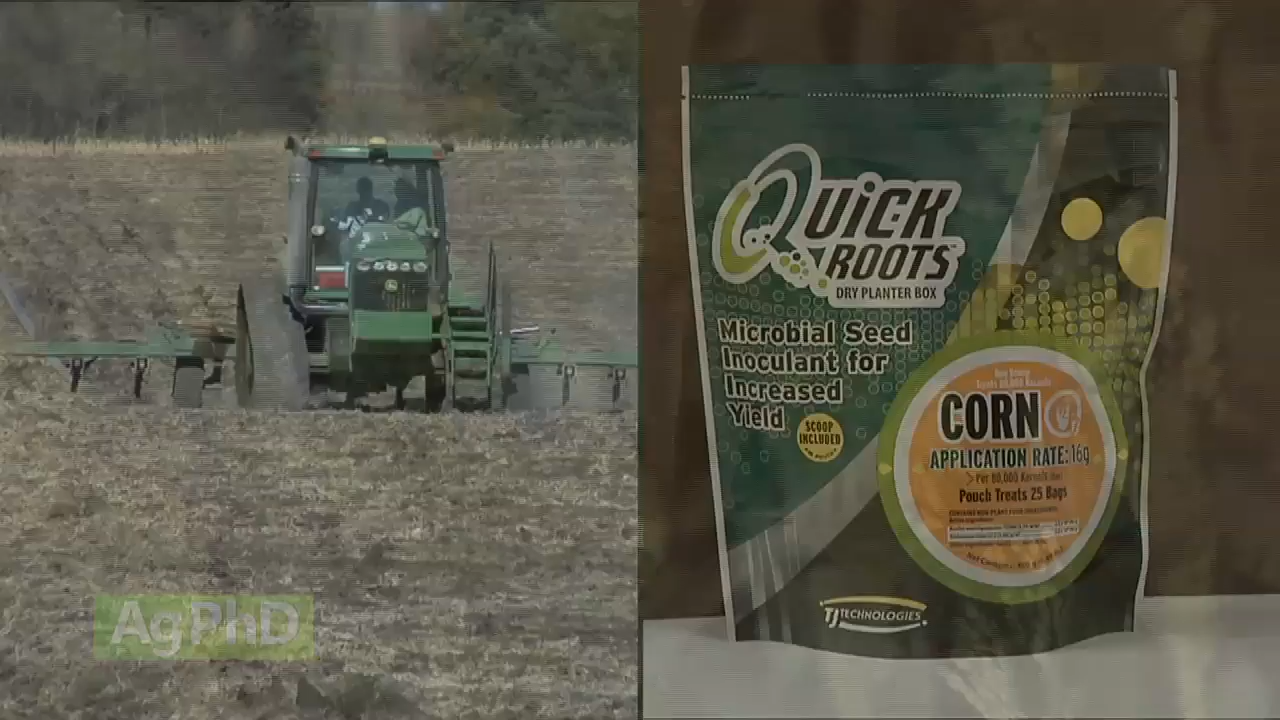 AgPhD
QUiCK
ROOTS
DRY PLANTER BOX
Microbial Seed
Inoculant for
Increased
Yield
SCOOP
INCLUDED
CORN
APPLICATION RATE: 16g
Pouch Treats 25 Bags
TJ TECHNOLOGIES